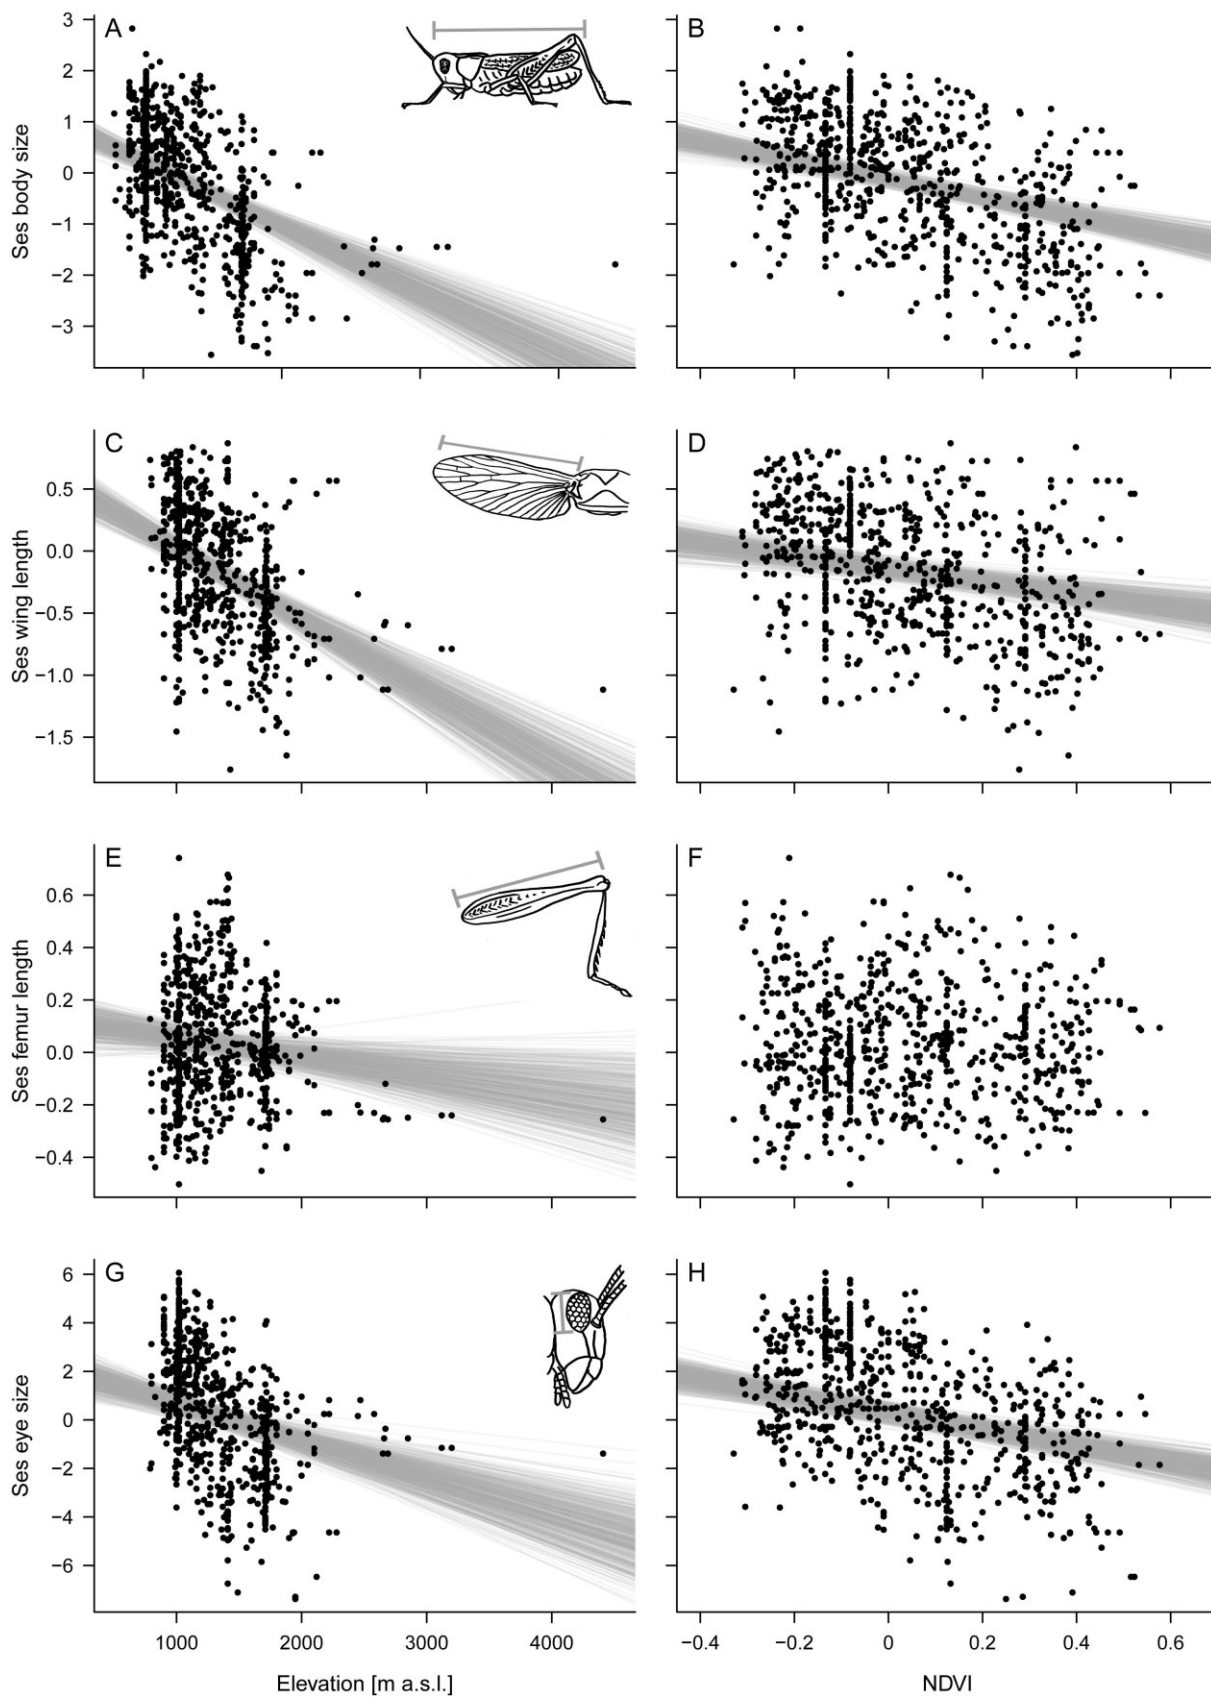 A
B
3
2
1
0
−1
−2
−3
Ses body size
C
D
0.5
0.0
−0.5
−1.0
−1.5
Ses wing length
E
F
0.6
0.4
0.2
0.0
−0.2
−0.4
Ses femur length
G
H
6
4
2
0
−2
−4
−6
Ses eye size
1000 2000 3000 4000
−0.4 −0.2 0 0.2 0.4 0.6
Elevation [m a.s.l.]
NDVI